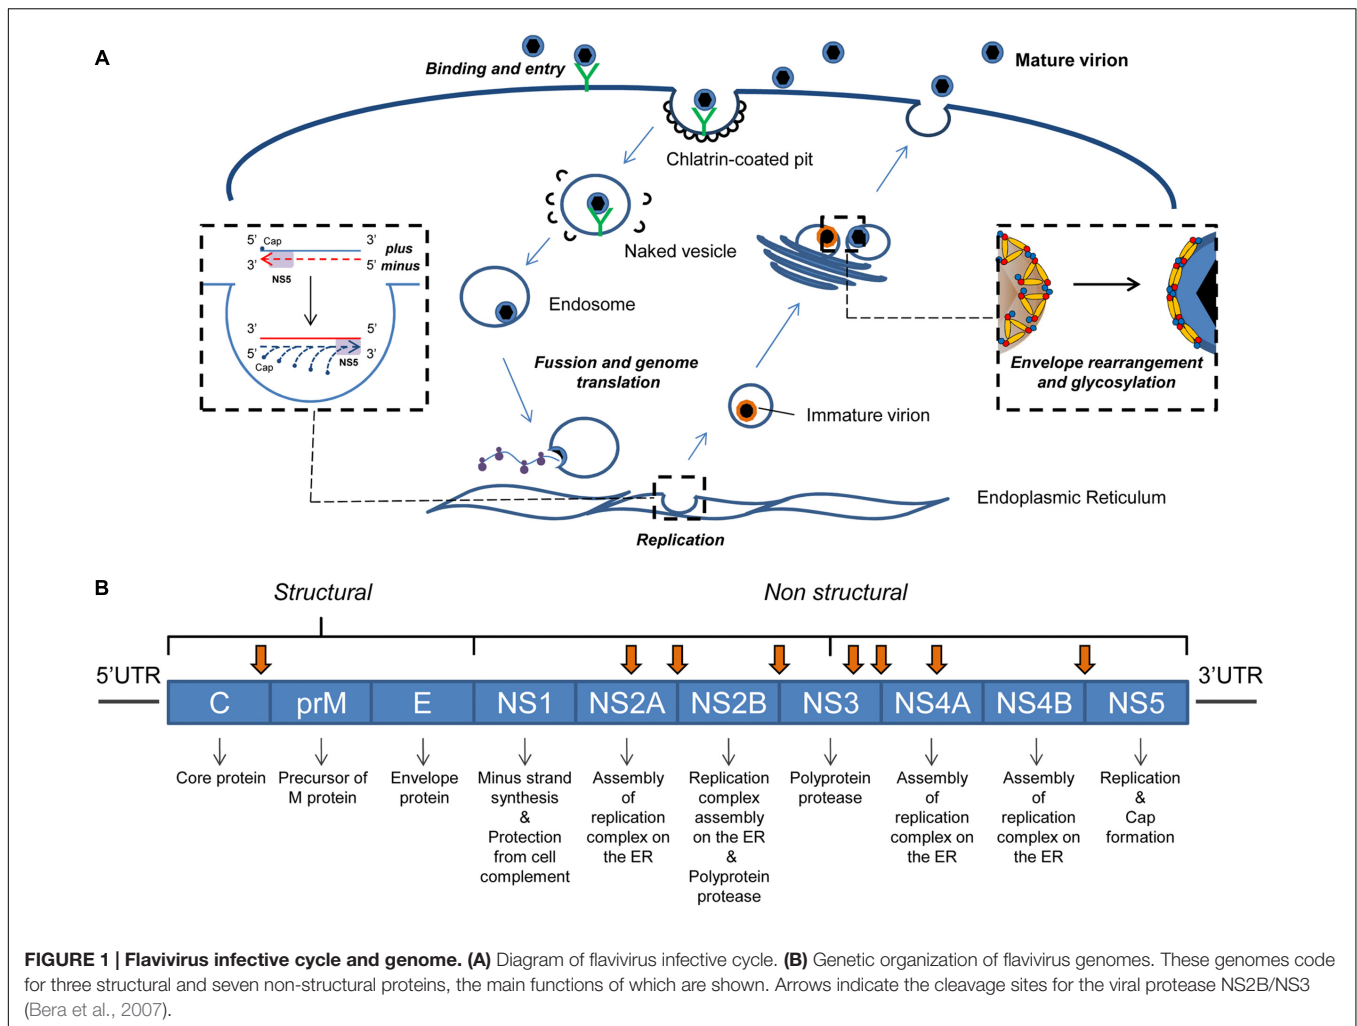 A
Binding and entry
Mature virion
Chlatrin-coated pit
Naked vesicle
Endosome
Fussion and genome
translation
Immature virion
Endoplasmic Reticulum
Replication
5’ Cap 3’ plus
3’ 5’ minus
NS5
3’ 5’
5’ 3’
Cap NS5
Envelope rearrangement
and glycosylation
B
Structural
Non structural
5’UTR
3’UTR
C prM E NS1 NS2A NS2B NS3 NS4A NS4B NS5
Core protein
Precursor of
M protein
Envelope
protein
Minus strand
synthesis
&
Protection
from cell
complement
Assembly
of
replication
complex on
the ER
Replication
complex
assembly
on the ER
&
Polyprotein
protease
Polyprotein
protease
Assembly
of
replication
complex on
the ER
Assembly
of
replication
complex on
the ER
Replication
&
Cap
formation
FIGURE 1 | Flavivirus infective cycle and genome. (A) Diagram of flavivirus infective cycle. (B) Genetic organization of flavivirus genomes. These genomes code
for three structural and seven non-structural proteins, the main functions of which are shown. Arrows indicate the cleavage sites for the viral protease NS2B/NS3
(Bera et al., 2007).